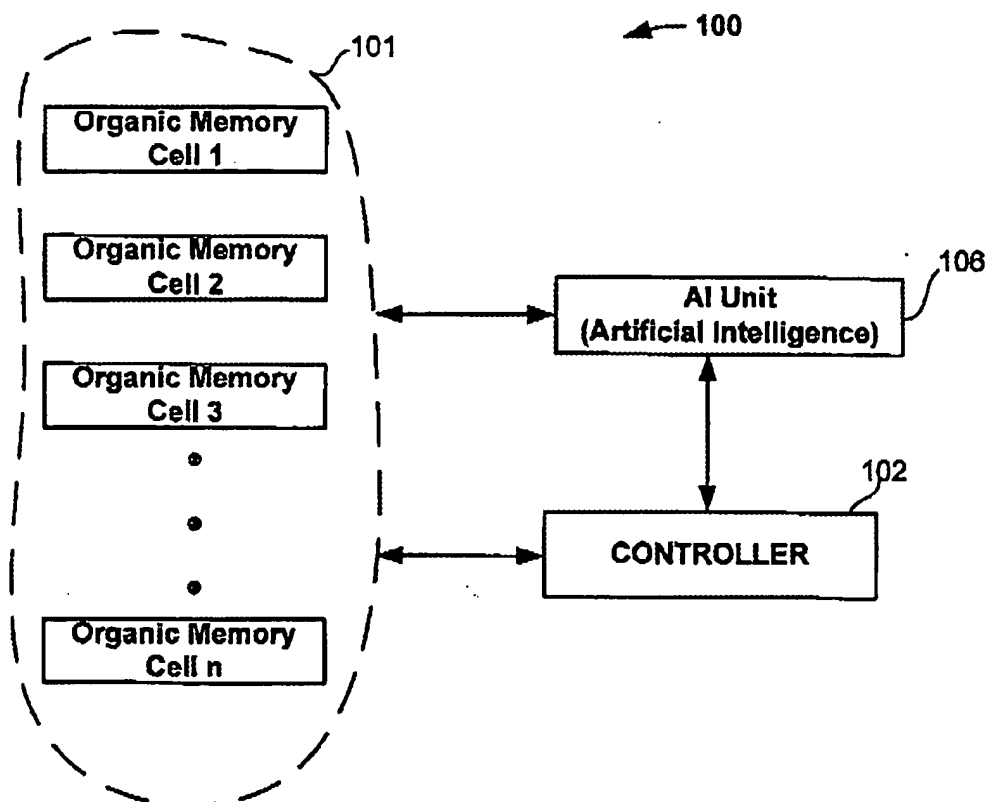 100
101
Organic Memory
Cell 1
Organic Memory
Cell 2
106
AI Unit
(Artificial Intelligence)
Organic Memory
Cell 3
102
CONTROLLER
Organic Memory
Cell n